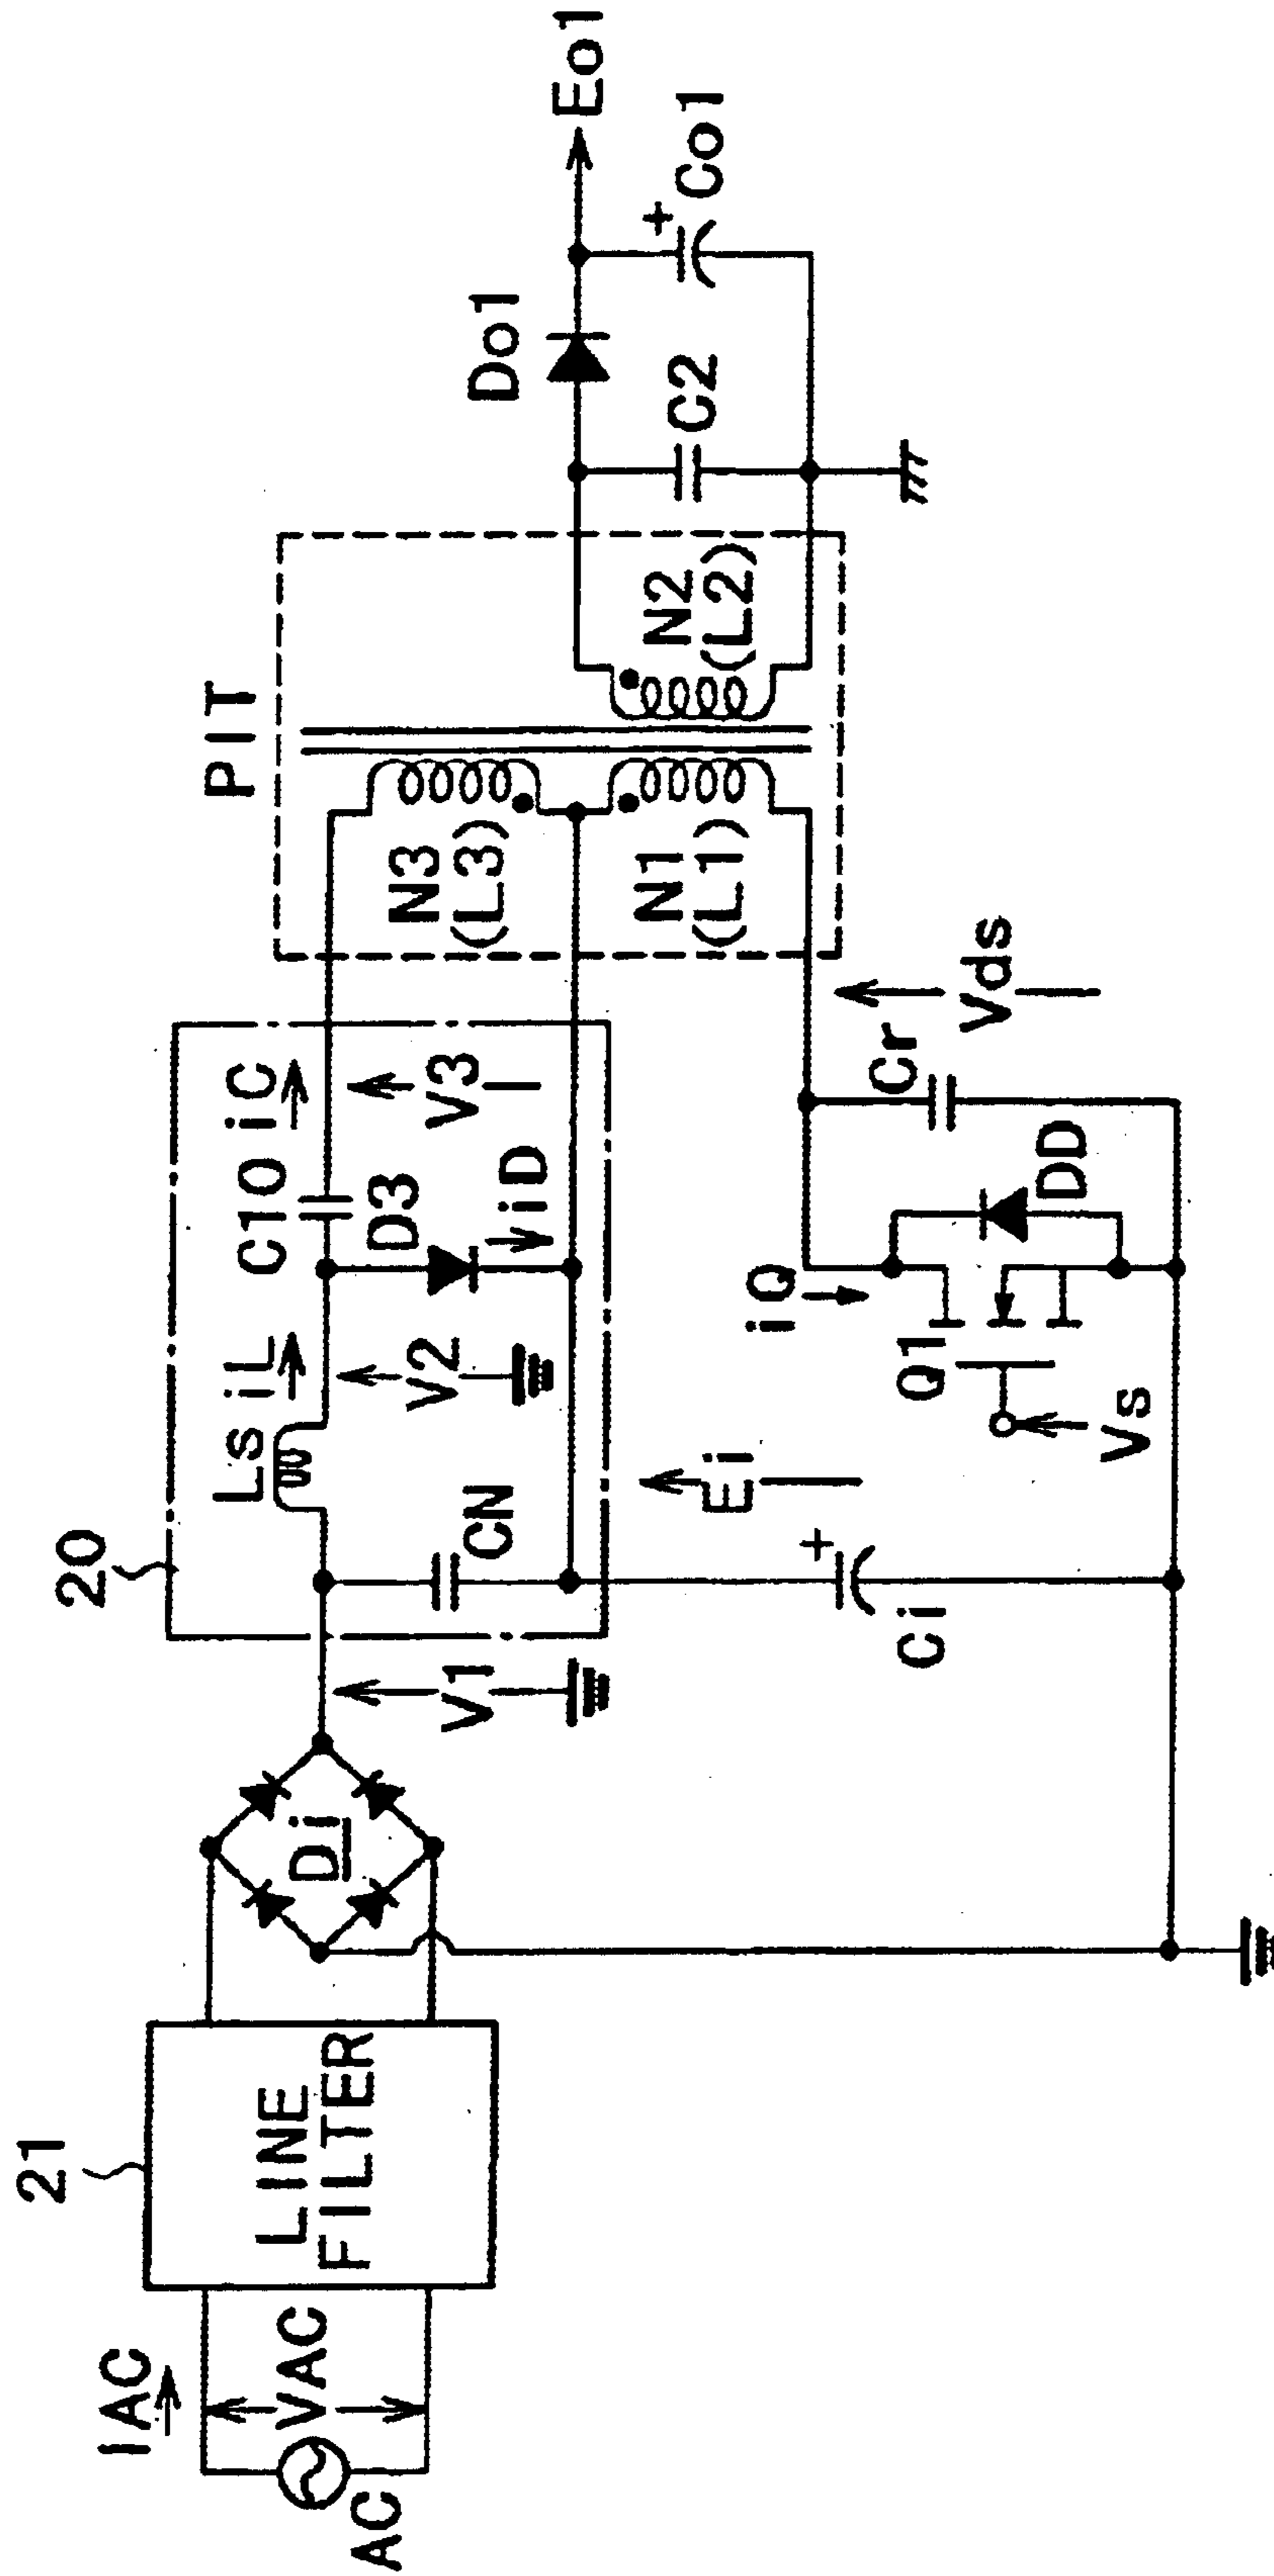 21
LINE
FILTER
IAC
VAC
AC
Di
V1
20
Ls
iL
C10
iC
CN
V2
D3
iD
V3
Ei
Ci
iQ
Q1
Vs
DD
Cr
Vds
PIT
N3
(L3)
N1
(L1)
N2
(L2)
Do1
C2
+
Co1
Eo1
+